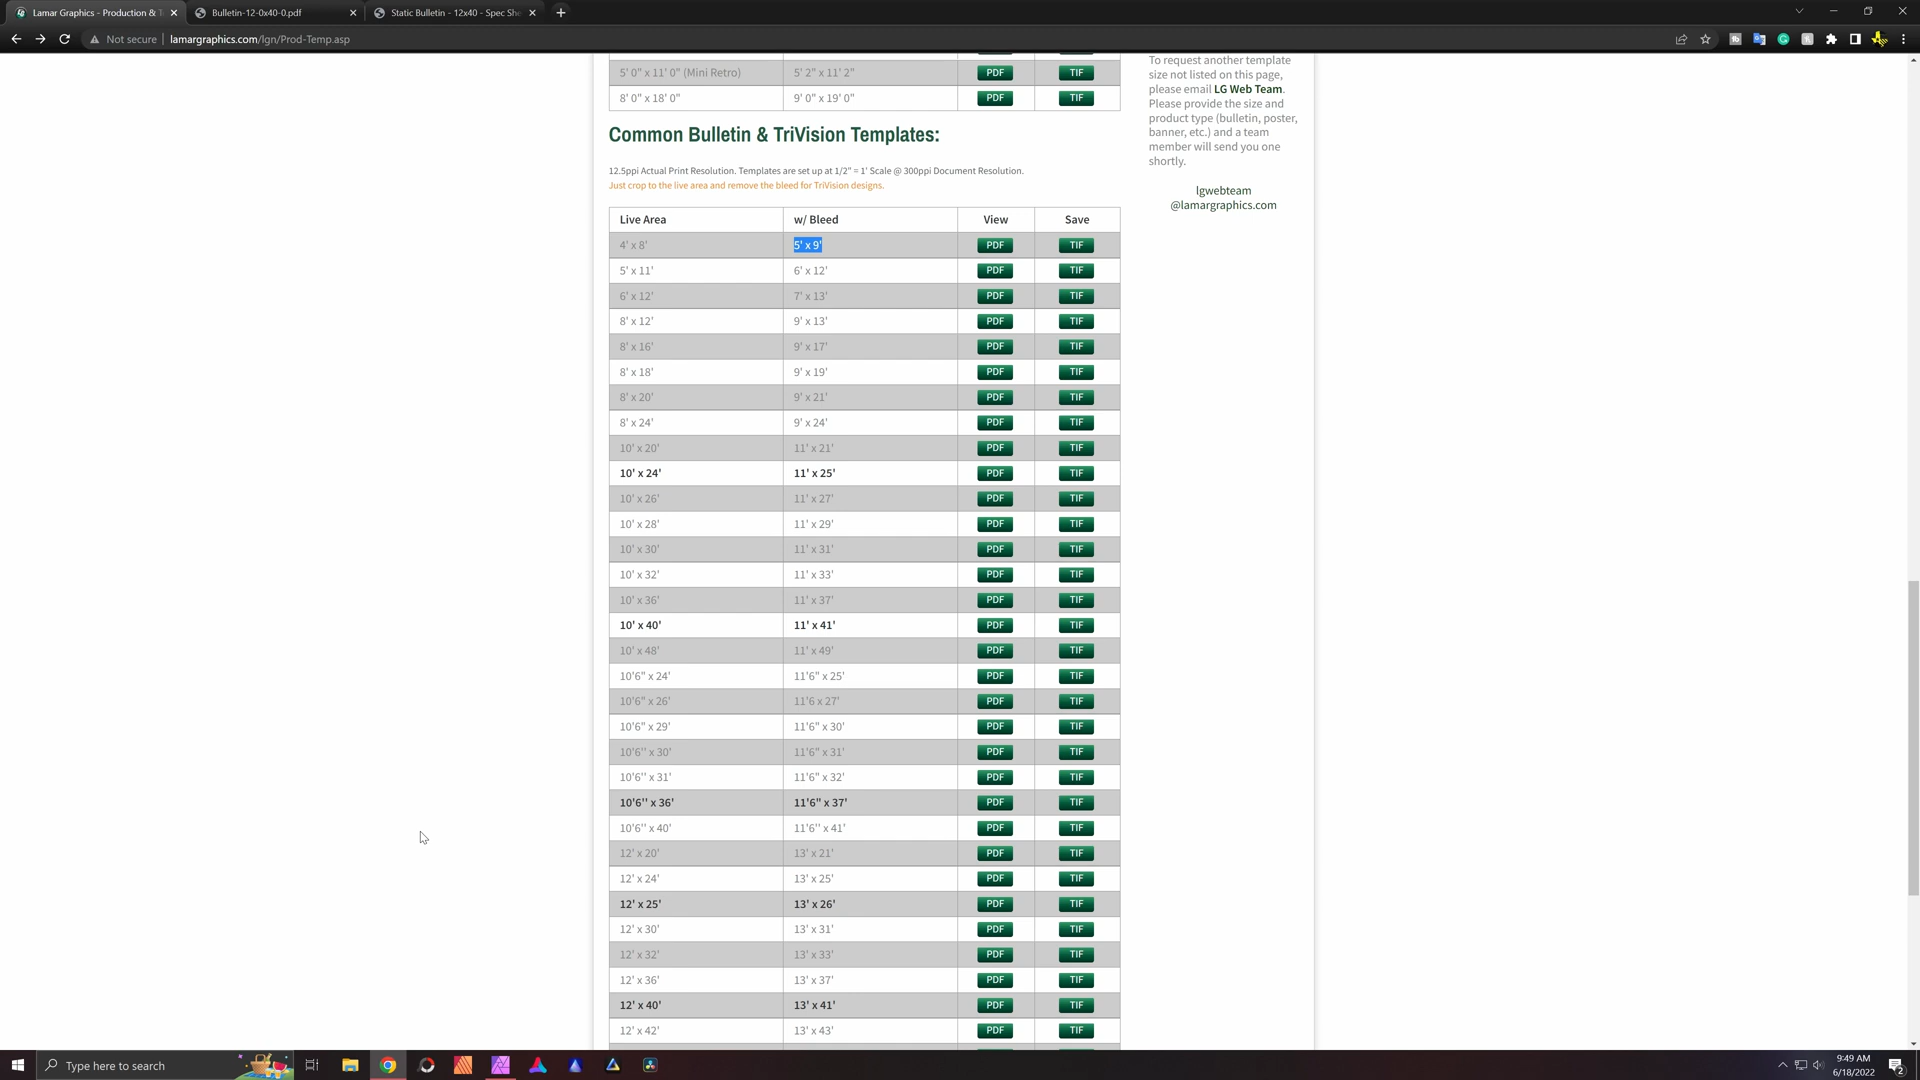 Lamar Graphics - Production & T
Bulletin-12-0x40-0.pdf
Static Bulletin - 12x40 - Spec She
Not secure
lamargraphics.com/lgn/Prod-Temp.asp
5' 0" x 11' 0" (Mini Retro) 5' 2" x 11' 2" PDF TIF
8' 0" x 18' 0" 9' 0" x 19' 0" PDF TIF
Common Bulletin & TriVision Templates:
12.5ppi Actual Print Resolution. Templates are set up at 1/2" = 1' Scale @ 300ppi Document Resolution.
Just crop to the live area and remove the bleed for TriVision designs.
Live Area w/ Bleed View Save
4' x 8' 5' x 9' PDF TIF
5' x 11' 6' x 12' PDF TIF
6' x 12' 7' x 13' PDF TIF
8' x 12' 9' x 13' PDF TIF
8' x 16' 9' x 17' PDF TIF
8' x 18' 9' x 19' PDF TIF
8' x 20' 9' x 21' PDF TIF
8' x 24' 9' x 24' PDF TIF
10' x 20' 11' x 21' PDF TIF
10' x 24' 11' x 25' PDF TIF
10' x 26' 11' x 27' PDF TIF
10' x 28' 11' x 29' PDF TIF
10' x 30' 11' x 31' PDF TIF
10' x 32' 11' x 33' PDF TIF
10' x 36' 11' x 37' PDF TIF
10' x 40' 11' x 41' PDF TIF
10' x 48' 11' x 49' PDF TIF
10'6" x 24' 11'6" x 25' PDF TIF
10'6" x 26' 11'6 x 27' PDF TIF
10'6" x 29' 11'6" x 30' PDF TIF
10'6'' x 30' 11'6" x 31' PDF TIF
10'6'' x 31' 11'6" x 32' PDF TIF
10'6'' x 36' 11'6" x 37' PDF TIF
10'6'' x 40' 11'6'' x 41' PDF TIF
12' x 20' 13' x 21' PDF TIF
12' x 24' 13' x 25' PDF TIF
12' x 25' 13' x 26' PDF TIF
12' x 30' 13' x 31' PDF TIF
12' x 32' 13' x 33' PDF TIF
12' x 36' 13' x 37' PDF TIF
12' x 40' 13' x 41' PDF TIF
12' x 42' 13' x 43' PDF TIF
To request another template
size not listed on this page,
please email LG Web Team.
Please provide the size and
product type (bulletin, poster,
banner, etc.) and a team
member will send you one
shortly.
lgwebteam
@lamargraphics.com
Type here to search
9:49 AM
6/18/2022
2